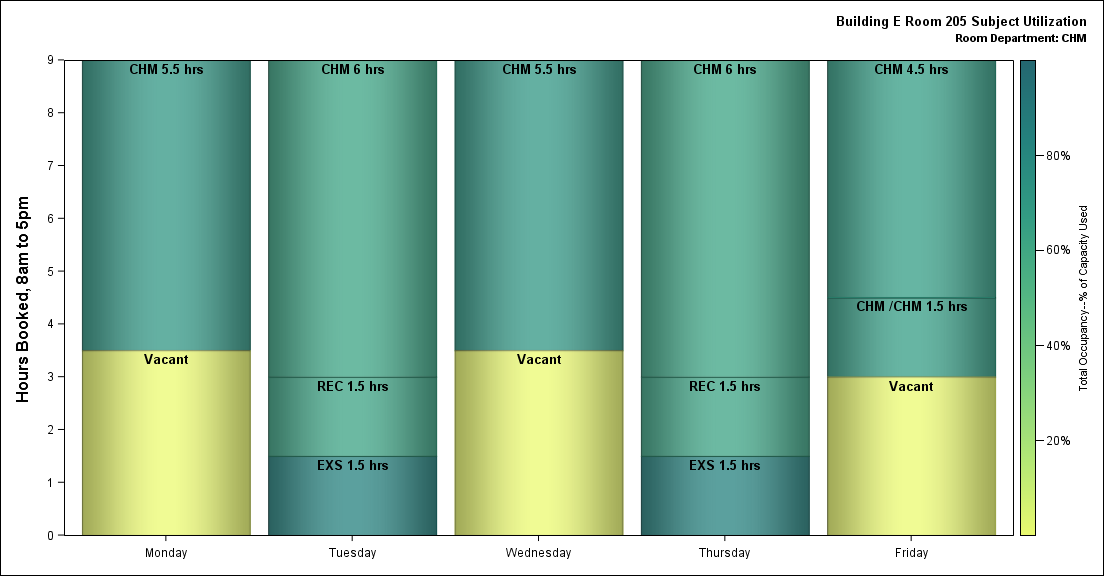 Building E Room 205 Subject Utilization
Room Department: CHM
Hours Booked, 8am to 5pm
9
8
7
6
5
4
3
2
1
0
CHM 5.5 hrs
Vacant
CHM 6 hrs
REC 1.5 hrs
EXS 1.5 hrs
CHM 5.5 hrs
Vacant
CHM 6 hrs
REC 1.5 hrs
EXS 1.5 hrs
CHM 4.5 hrs
CHM /CHM 1.5 hrs
Vacant
Monday
Tuesday
Wednesday
Thursday
Friday
80%
60%
40%
20%
Total Occupancy--% of Capacity Used